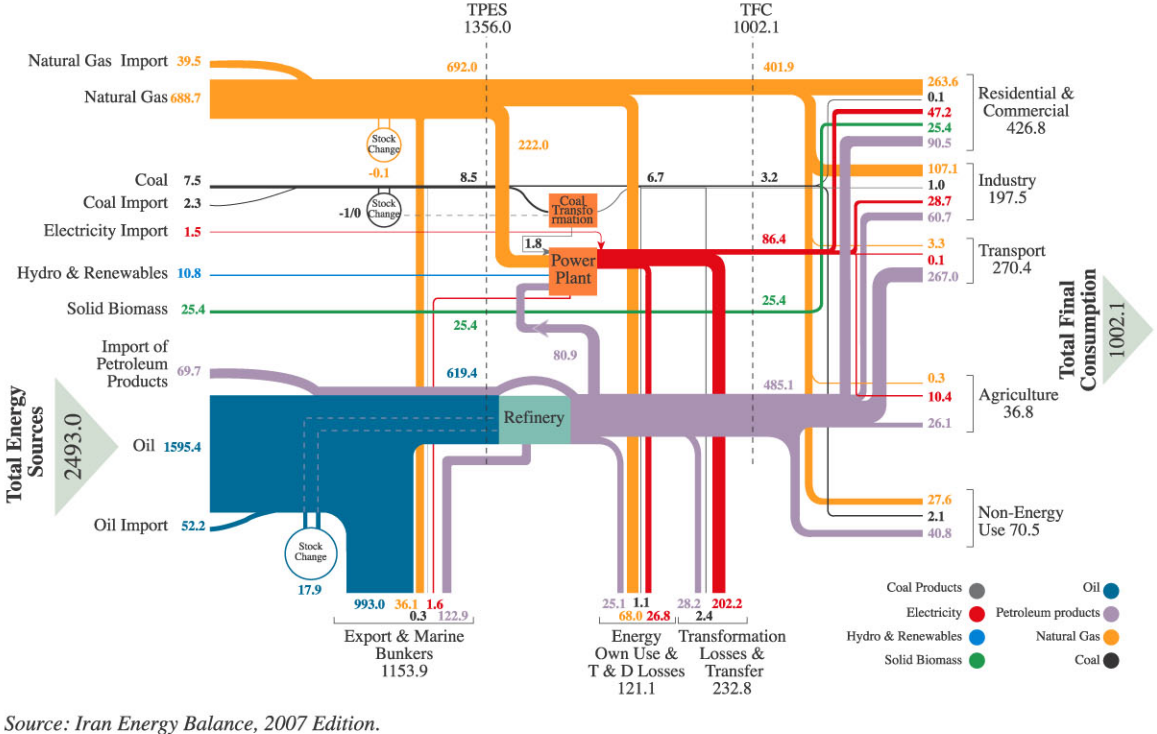 TPES
1356.0
TFC
1002.1
Natural Gas Import 39.5
692.0
401.9
263.6
Natural Gas 688.7
0.1
47.2
25.4
90.5
Residential &
Commercial
426.8
Stock
Change
-0.1
222.0
107.1
1.0
28.7
60.7
Industry
197.5
Coal 7.5
8.5
6.7
3.2
Coal Import 2.3
-1/0
Stock
Change
Coal
Transfo
rmation
Electricity Import 1.5
1.8
86.4
3.3
0.1
267.0
Transport
270.4
Hydro & Renewables 10.8
Power
Plant
Solid Biomass 25.4
25.4
25.4
Import of
Petroleum
Products
69.7
619.4
80.9
485.1
0.3
10.4
26.1
Agriculture
36.8
Total Energy
Sources
2493.0
Total Final
Consumption
1002.1
Refinery
Oil 1595.4
Oil Import 52.2
Stock
Change
17.9
27.6
2.1
40.8
Non-Energy
Use 70.5
993.0
36.1
0.3
1.6
122.9
Export & Marine
Bunkers
1153.9
25.1
68.0
1.1
26.8
Energy
Own Use &
T & D Losses
121.1
28.2
2.4
202.2
Transformation
Losses &
Transfer
232.8
Coal Products
Oil
Electricity
Petroleum products
Hydro & Renewables
Natural Gas
Solid Biomass
Coal
Source: Iran Energy Balance, 2007 Edition.